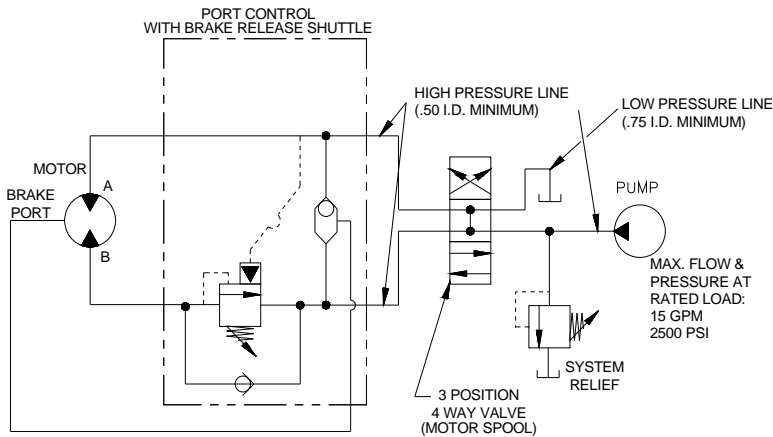 PORT CONTROL
WITH BRAKE RELEASE SHUTTLE
HIGH PRESSURE LINE
(.50 I.D. MINIMUM)
LOW PRESSURE LINE
(.75 I.D. MINIMUM)
MOTOR
A
BRAKE
PORT
B
PUMP
MAX. FLOW &
PRESSURE AT
RATED LOAD:
15 GPM
2500 PSI
SYSTEM
RELIEF
3 POSITION
4 WAY VALVE
(MOTOR SPOOL)